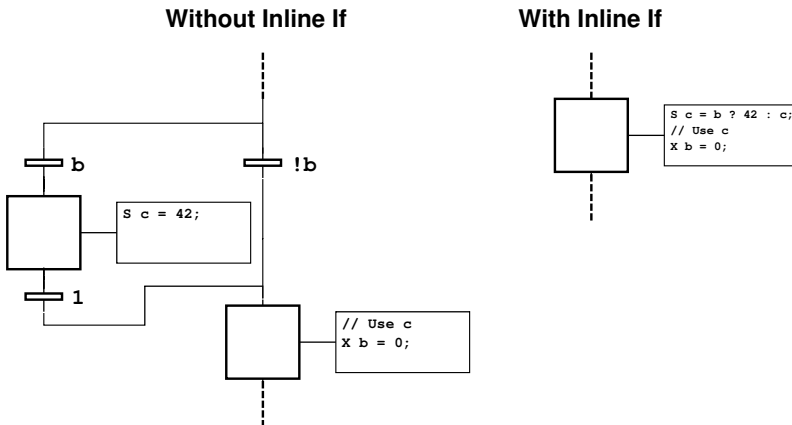 Without Inline If
With Inline If
S c = b ? 42 : c;
// Use c
X b = 0;
b
!b
S c = 42;
1
// Use c
X b = 0;